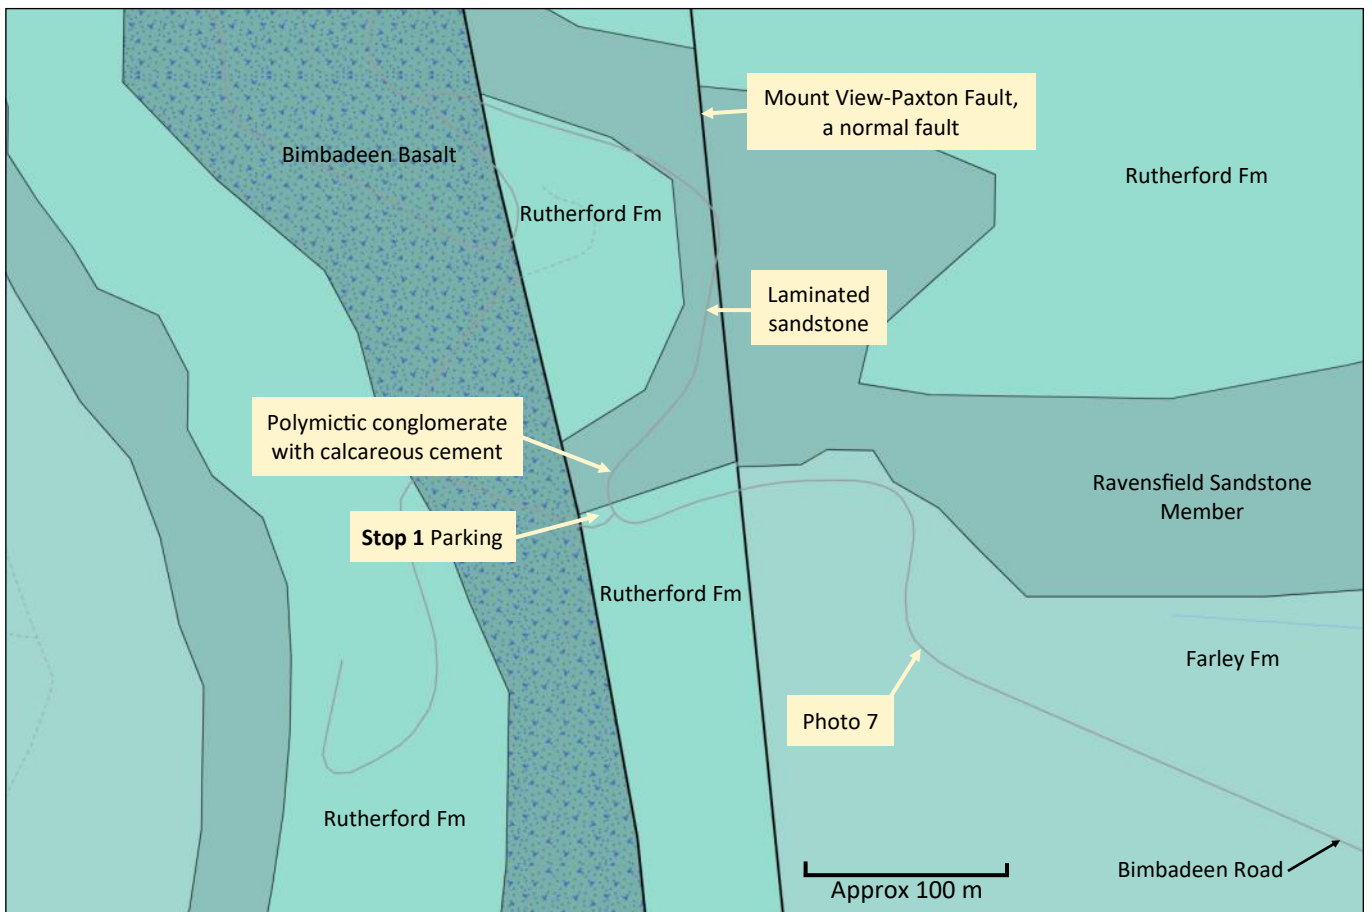 Mount View-Paxton Fault,
a normal fault
Bimbadeen Basalt
Rutherford Fm
Rutherford Fm
Laminated
sandstone
Polymictic conglomerate
with calcareous cement
Ravensfield Sandstone
Member
Stop 1 Parking
Rutherford Fm
Farley Fm
Photo 7
Rutherford Fm
Bimbadeen Road
Approx 100 m